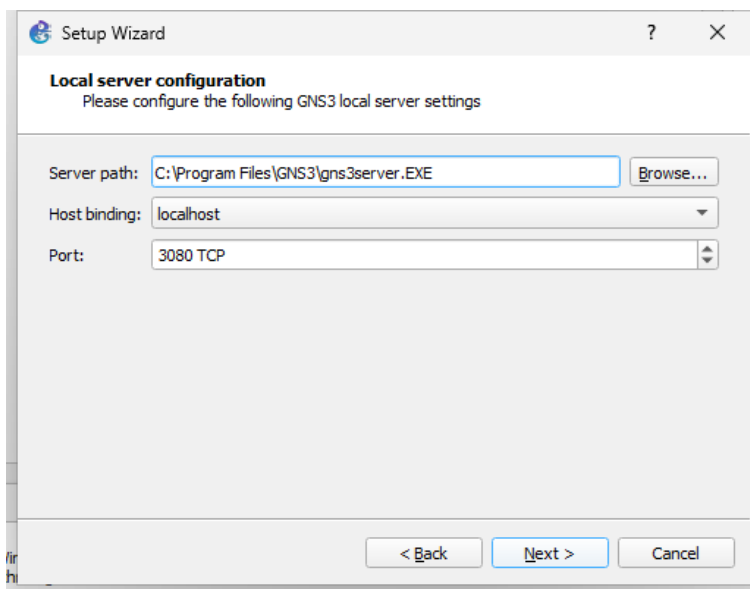 Setup Wizard
Local server configuration
Please configure the following GNS3 local server settings
Server path: C:\Program Files\GNS3\gns3server.EXE Browse...
Host binding: localhost
Port: 3080 TCP
< Back Next > Cancel